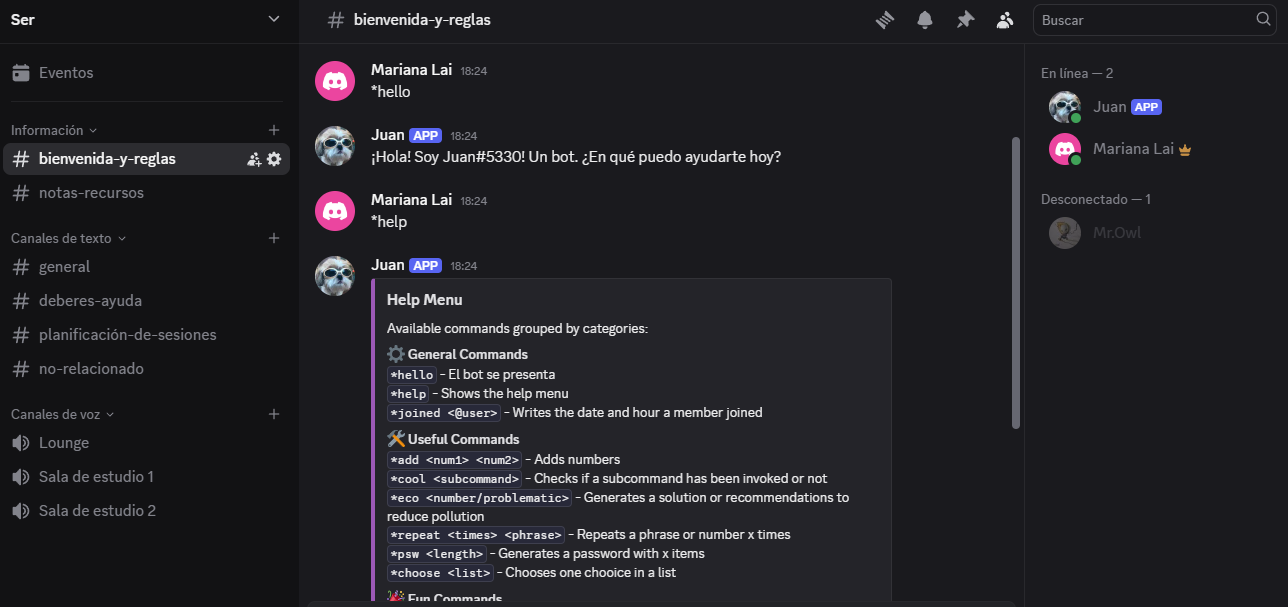 Ser
Eventos
Información
bienvenida-y-reglas
notas-recursos
Canales de texto
general
deberes-ayuda
planificación-de-sesiones
no-relacionado
Canales de voz
Lounge
Sala de estudio 1
Sala de estudio 2
bienvenida-y-reglas
Buscar
Mariana Lai 18:24
*hello
Juan APP 18:24
¡Hola! Soy Juan#5330! Un bot. ¿En qué puedo ayudarte hoy?
Mariana Lai 18:24
*help
Juan APP 18:24
Help Menu
Available commands grouped by categories:
General Commands
*hello - El bot se presenta
*help - Shows the help menu
*joined <@user> - Writes the date and hour a member joined
Useful Commands
*add <num1> <num2> - Adds numbers
*cool <subcommand> - Checks if a subcommand has been invoked or not
*eco <number/problematic> - Generates a solution or recommendations to
reduce pollution
*repeat <times> <phrase> - Repeats a phrase or number x times
*psw <length> - Generates a password with x items
*choose <list> - Chooses one chooice in a list
Fun Commands
En línea — 2
Juan APP
Mariana Lai
Desconectado — 1
Mr.Owl